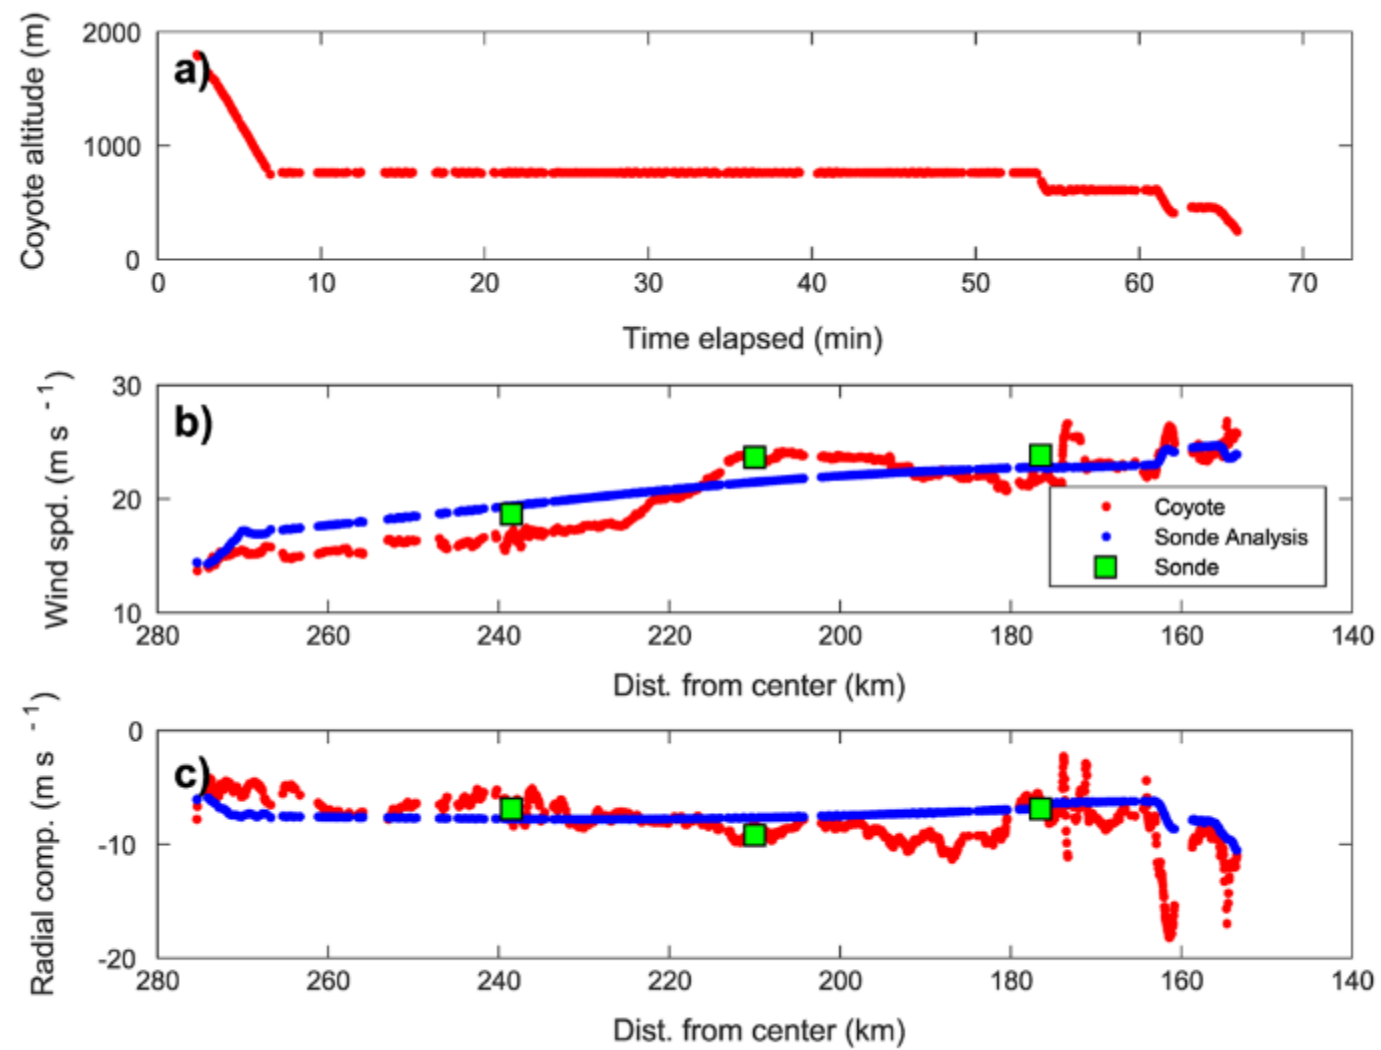 a)
Coyote altitude (m)
2000
1000
0
0 10 20 30 40 50 60 70
Time elapsed (min)
b)
Wind spd. (m s -1)
30
20
10
Coyote
Sonde Analysis
Sonde
280 260 240 220 200 180 160 140
Dist. from center (km)
c)
Radial comp. (m s -1)
0
-10
-20
280 260 240 220 200 180 160 140
Dist. from center (km)